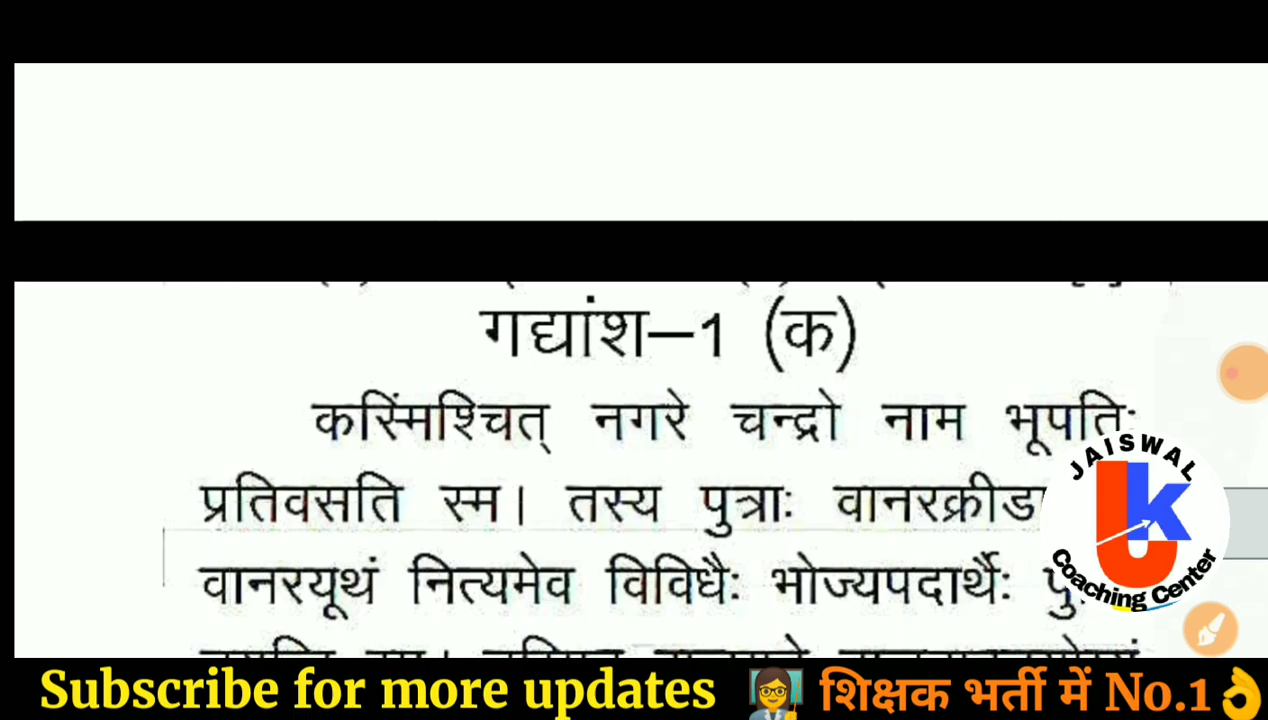 गद्यांश–1 (क)
कस्मिंश्चित् नगरे चन्द्रो नाम भूपतिः
प्रतिवसति स्म। तस्य पुत्राः
वानरयूथं नित्यमेव विविधैः भोज्यपदार्थैः
JAISWAL
JK
Coaching Center
Subscribe for more updates 👩‍🏫 शिक्षक भर्ती में No.1👌